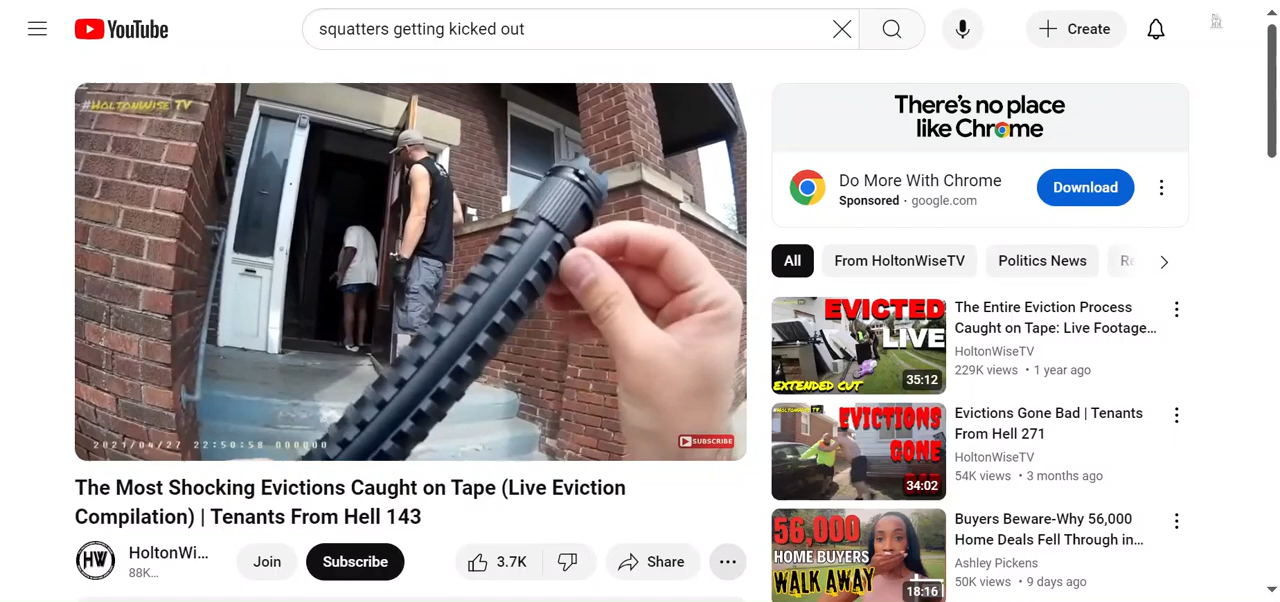 YouTube
squatters getting kicked out
Create
#HOLTONWISE TV
2021/04/27 22:50:58 000000
SUBSCRIBE
The Most Shocking Evictions Caught on Tape (Live Eviction
Compilation) | Tenants From Hell 143
HW
HoltonWi...
88K...
Join
Subscribe
3.7K
Share
There's no place
like Chrome
Do More With Chrome
Sponsored · google.com
Download
All
From HoltonWiseTV
Politics News
Re
EVICTED
LIVE
EXTENDED CUT
35:12
The Entire Eviction Process
Caught on Tape: Live Footage...
HoltonWiseTV
229K views • 1 year ago
#HOLTONWISE TV
EVICTIONS
GONE
BAD
34:02
Evictions Gone Bad | Tenants
From Hell 271
HoltonWiseTV
54K views • 3 months ago
56,000
HOME BUYERS
WALK AWAY
18:16
Buyers Beware-Why 56,000
Home Deals Fell Through in...
Ashley Pickens
50K views • 9 days ago